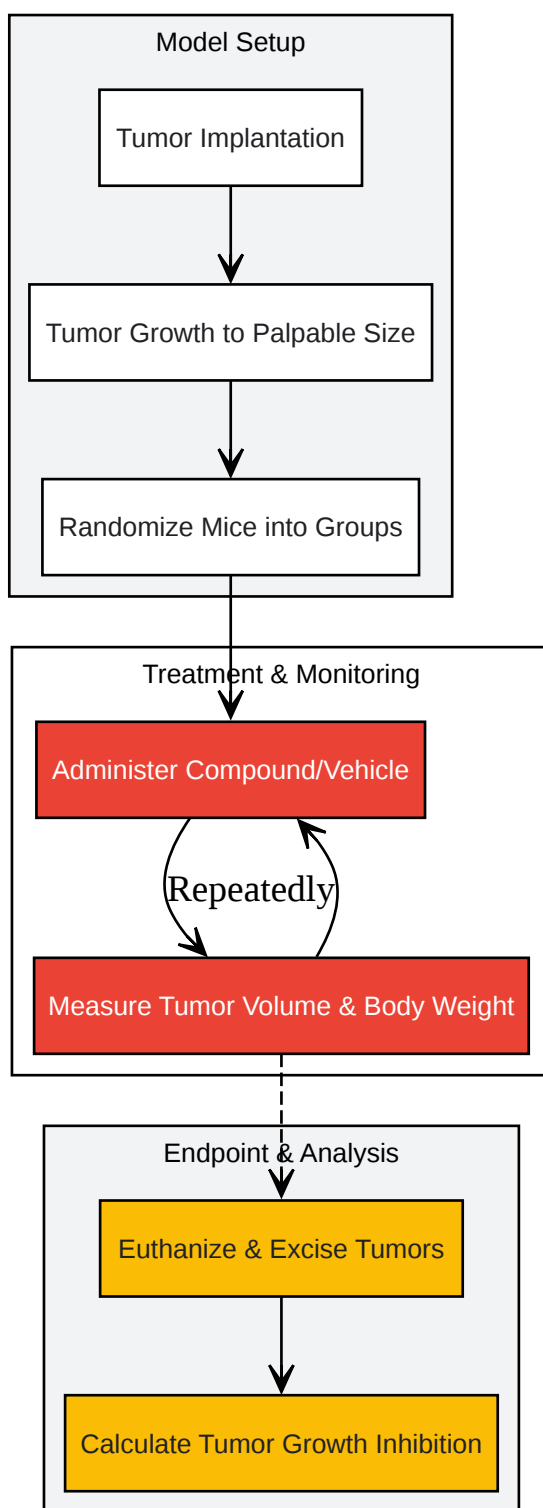 Model Setup
Tumor Implantation
Tumor Growth to Palpable Size
Randomize Mice into Groups
Treatment & Monitoring
Administer Compound/Vehicle
Repeatedly
Measure Tumor Volume & Body Weight
Endpoint & Analysis
Euthanize & Excise Tumors
Calculate Tumor Growth Inhibition